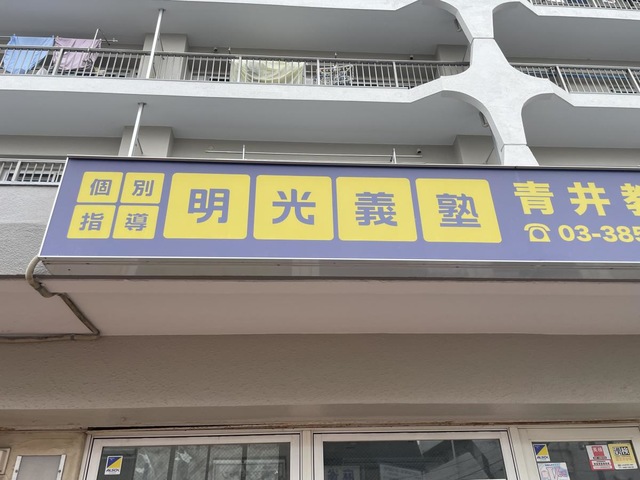 個別
指導
明光義塾
青井教
☎03-385